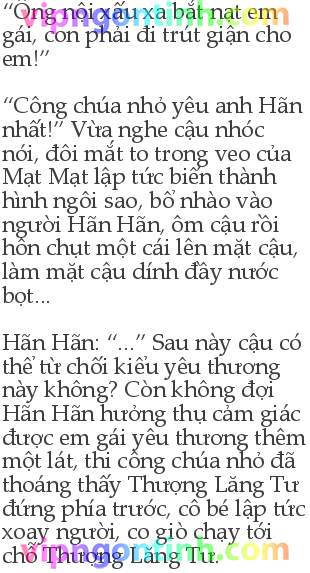 “Ông nội xấu xa bắt nạt em
gái, con phải đi trút giận cho
em!”
“Công chúa nhỏ yêu anh Hãn
nhất!” Vừa nghe cậu nhóc
nói, đôi mắt to trong veo của
Mạt Mạt lập tức biến thành
hình ngôi sao, bổ nhào vào
người Hãn Hãn, ôm cậu rồi
hôn chụt một cái lên mặt cậu,
làm mặt cậu dính đầy nước
bọt...
Hãn Hãn: “...” Sau này cậu có
thể từ chối kiểu yêu thương
này không? Còn không đợi
Hãn Hãn hưởng thụ cảm giác
được em gái yêu thương thêm
một lát, thi công chúa nhỏ đã
thoáng thấy Thượng Lăng Tư
đứng phía trước, cô bé lập tức
xoay người, co giò chạy tới
chỗ Thượng Lăng Tư.
vipngontinh.com
vipngontinh.com